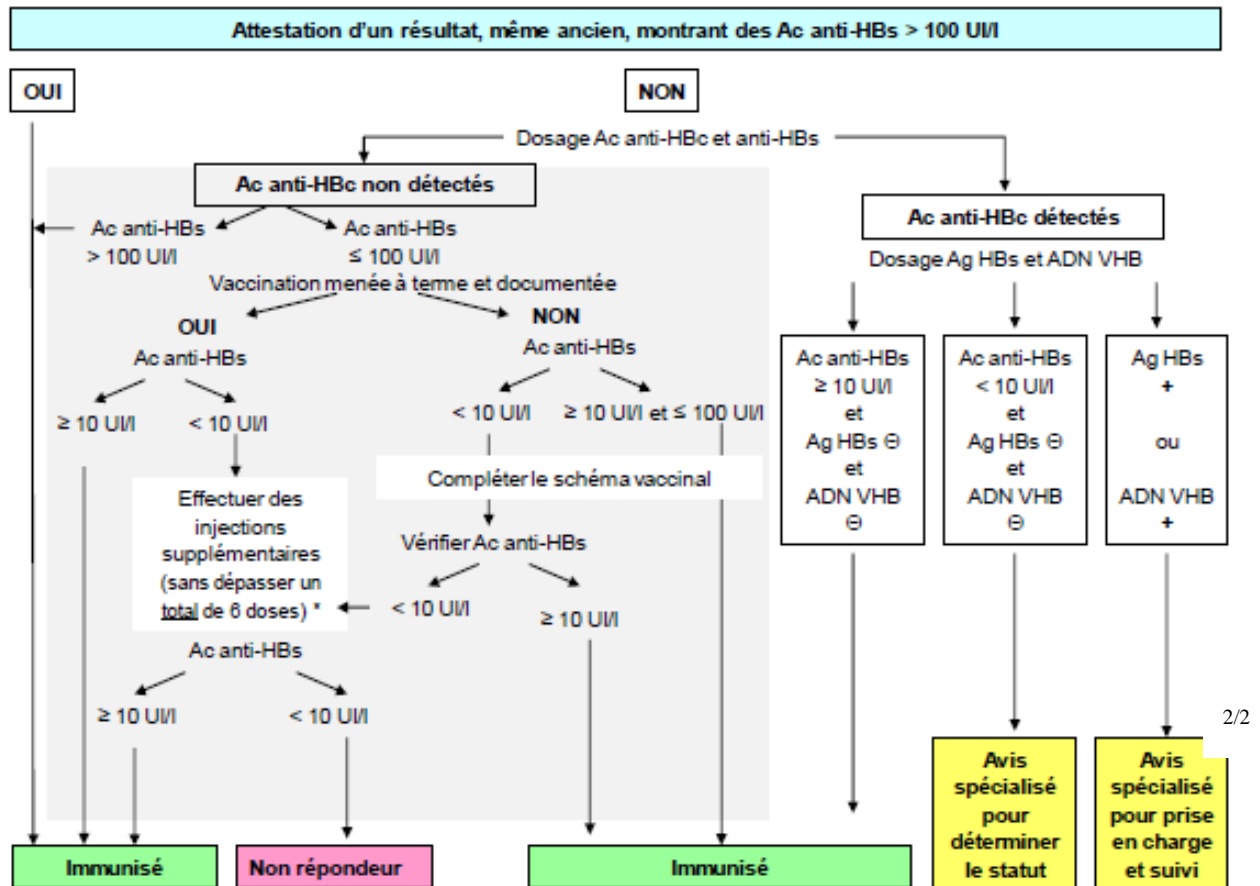 Attestation d'un résultat, même ancien, montrant des Ac anti-HBs > 100 UI/l
OUI
NON
Dosage Ac anti-HBc et anti-HBs
Ac anti-HBc non détectés
Ac anti-HBs
> 100 UI/l
Ac anti-HBs
≤ 100 UI/l
Vaccination menée à terme et documentée
OUI
Ac anti-HBs
≥ 10 UI/l
< 10 UI/l
NON
Ac anti-HBs
< 10 UI/l
≥ 10 UI/l et ≤ 100 UI/l
Effectuer des
injections
supplémentaires
(sans dépasser un
total de 6 doses) *
Compléter le schéma vaccinal
Vérifier Ac anti-HBs
< 10 UI/l
≥ 10 UI/l
Ac anti-HBs
≥ 10 UI/l
< 10 UI/l
Ac anti-HBc détectés
Dosage Ag HBs et ADN VHB
Ac anti-HBs
≥ 10 UI/l
et
Ag HBs ⊖
et
ADN VHB
⊖
Ac anti-HBs
< 10 UI/l
et
Ag HBs ⊖
et
ADN VHB
⊖
Ag HBs
+
ou
ADN VHB
+
2/2
Immunisé
Non répondeur
Immunisé
Avis
spécialisé
pour
déterminer
le statut
Avis
spécialisé
pour prise
en charge
et suivi